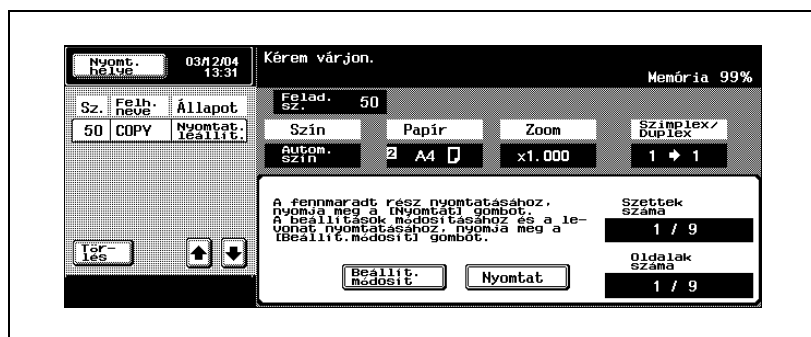 Nyomt. helye
03/12/04
13:31
Kérem várjon.
Memória 99%
Sz. Felh. neve Állapot
50 COPY Nyomtat. leállít.
Tör-
lés
Felad. sz. 50
Szín Papír Zoom Szimplex/ Duplex
Autom. szín 2 A4 x1.000 1 → 1
A fennmaradt rész nyomtatásához,
nyomja meg a [Nyomtat] gombot.
A beállítások módosításához és a le-
vonat nyomtatásához, nyomja meg a
[Beállít.módosít] gombot.
Beállít. módosít
Nyomtat
Szettek
száma
1 / 9
Oldalak
száma
1 / 9